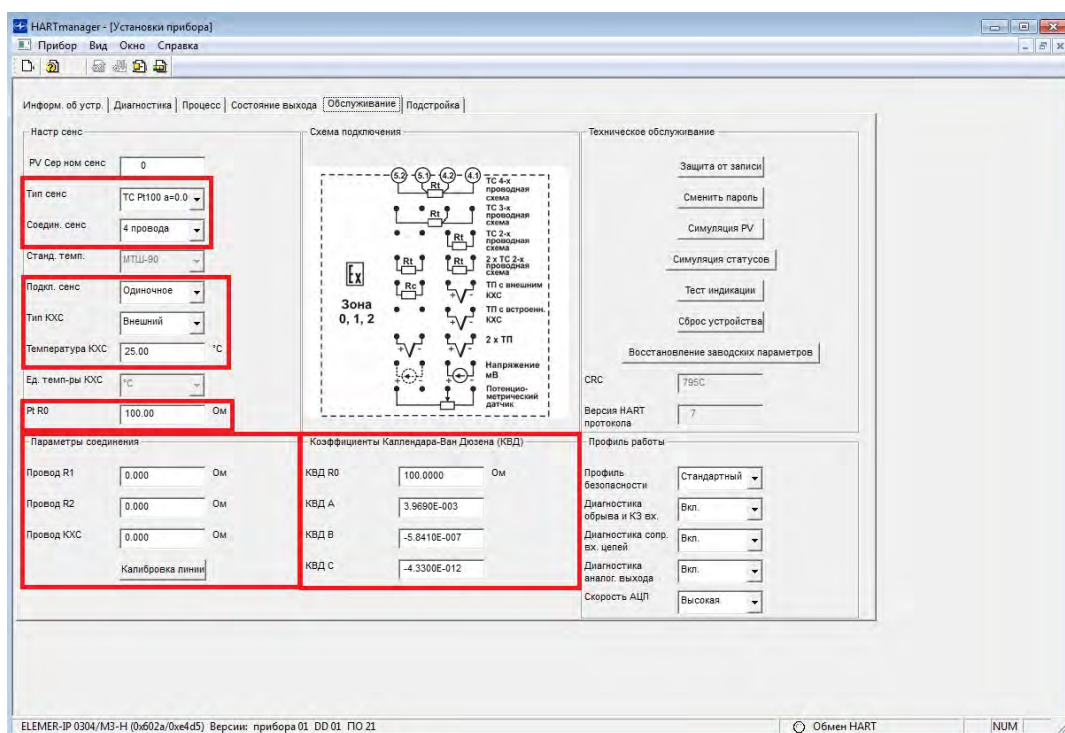 HARTmanager - [Установки прибора]
Прибор Вид Окно Справка
Информ. об устр. Диагностика Процесс Состояние выхода Обслуживание Подстройка
Настр сенс
PV Сер ном сенс 0
Тип сенс ТС Pt100 a=0.0
Соедин. сенс 4 провода
Станд. темп. МТШ-90
Подкл. сенс Одиночное
Тип КХС Внешний
Температура КХС 25.00 °C
Ед. темп-ры КХС °C
Pt R0 100.00 Ом
Параметры соединения
Провод R1 0.000 Ом
Провод R2 0.000 Ом
Провод КХС 0.000 Ом
Калибровка линии
Схема подключения
5.2 5.1 4.2 4.1
Rt
ТС 4-х
проводная
схема
Rt
ТС 3-х
проводная
схема
Rt
ТС 2-х
проводная
схема
Rt Rt
2 x ТС 2-х
проводная
схема
Ex
Зона
0, 1, 2
Rc
ТП с внешним
КХС
ТП с встроенн.
КХС
2 x ТП
Напряжение
мВ
Потенцио-
метрический
датчик
Коэффициенты Каллендара-Ван Дюзена (КВД)
КВД R0 100.0000 Ом
КВД A 3.9690E-003
КВД B -5.8410E-007
КВД C -4.3300E-012
Техническое обслуживание
Защита от записи
Сменить пароль
Симуляция PV
Симуляция статусов
Тест индикации
Сброс устройства
Восстановление заводских параметров
CRC 795C
Версия HART
протокола 7
Профиль работы
Профиль
безопасности Стандартный
Диагностика
обрыва и КЗ вх. Вкл.
Диагностика сопр.
вх. цепей Вкл.
Диагностика
аналог. выхода Вкл.
Скорость АЦП Высокая
ELEMER-IP 0304/M3-H (0x602a/0xe4d5) Версии: прибора 01 DD 01 ПО 21
Обмен HART
NUM